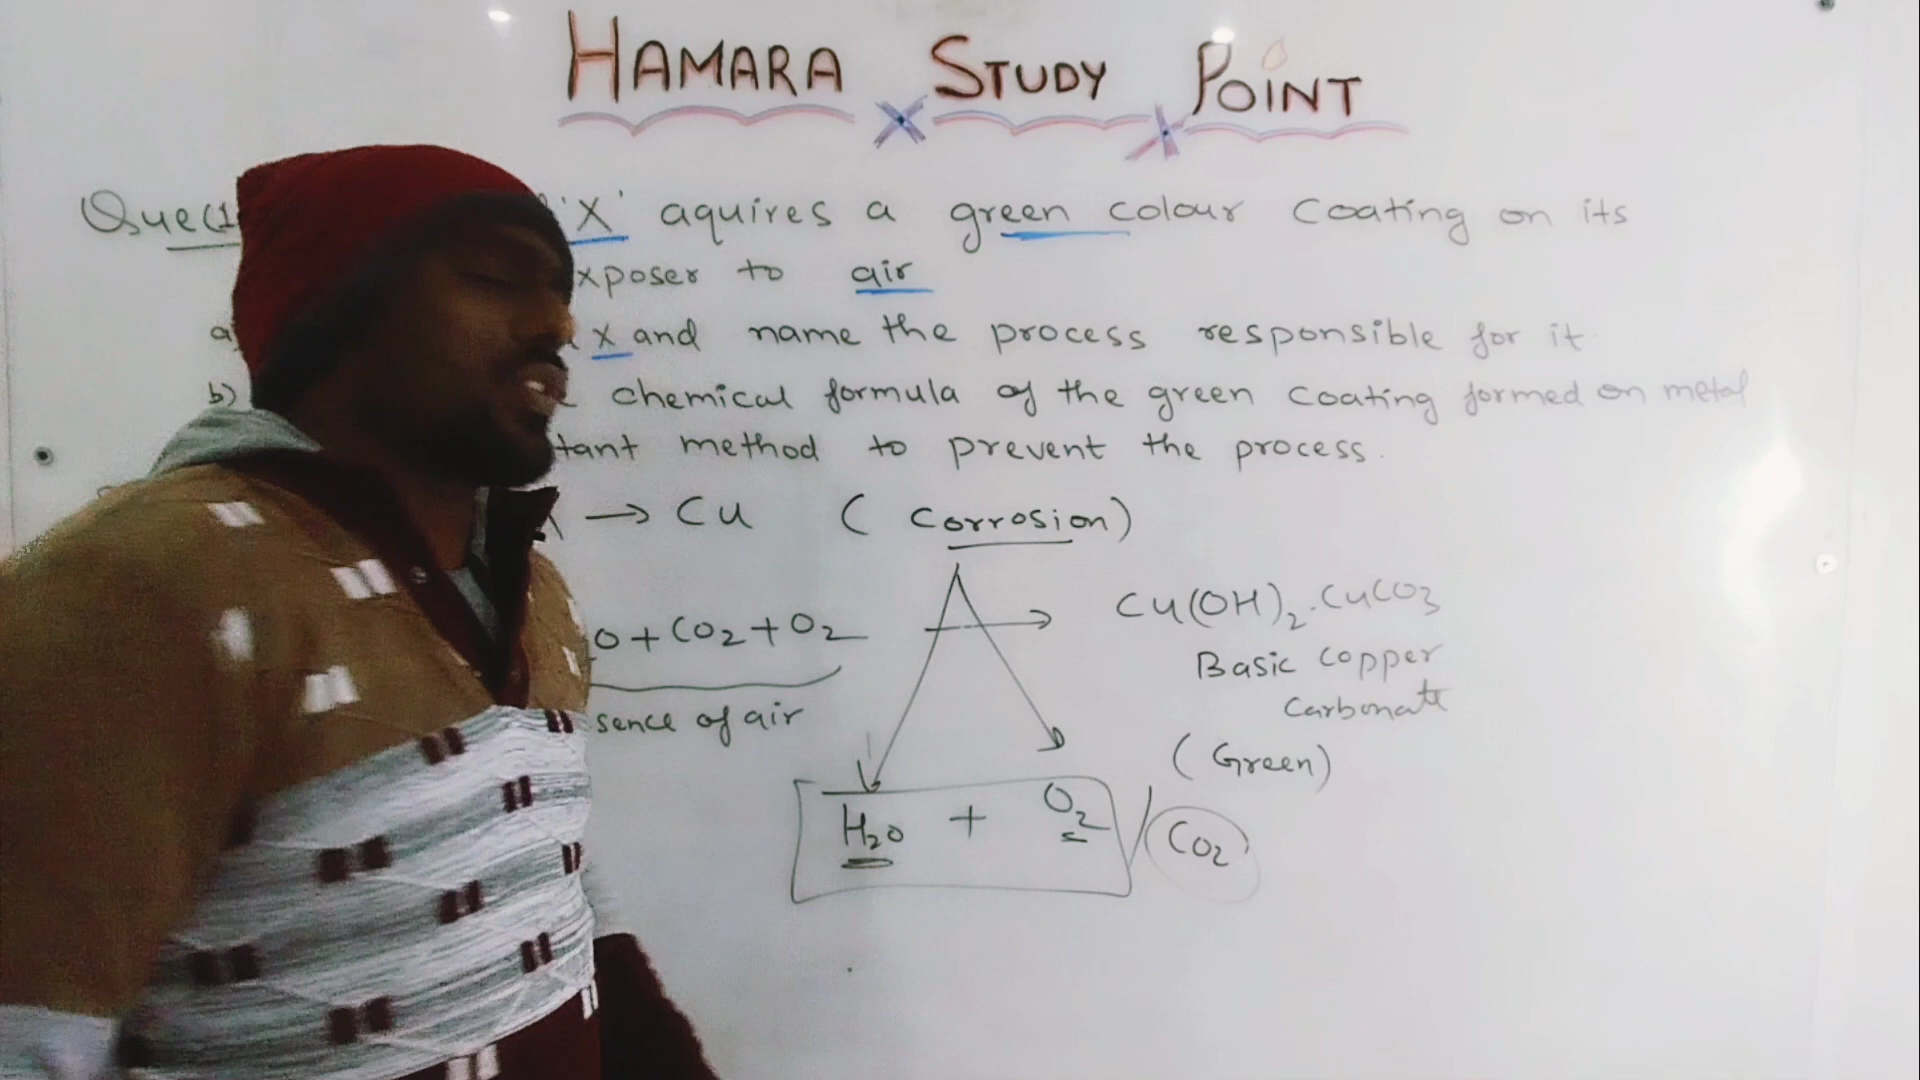 HAMARA STUDY POINT
Que(1 'X' aquires a green colour coating on its
xposer to air
a) X and name the process responsible for it.
b) chemical formula of the green coating formed on metal
tant method to prevent the process.
→ Cu ( Corrosion)
O + CO2 + O2 → Cu(OH)2.CuCO3
Basic copper
Carbonate
sence of air
(Green)
H2O + O2 / CO2